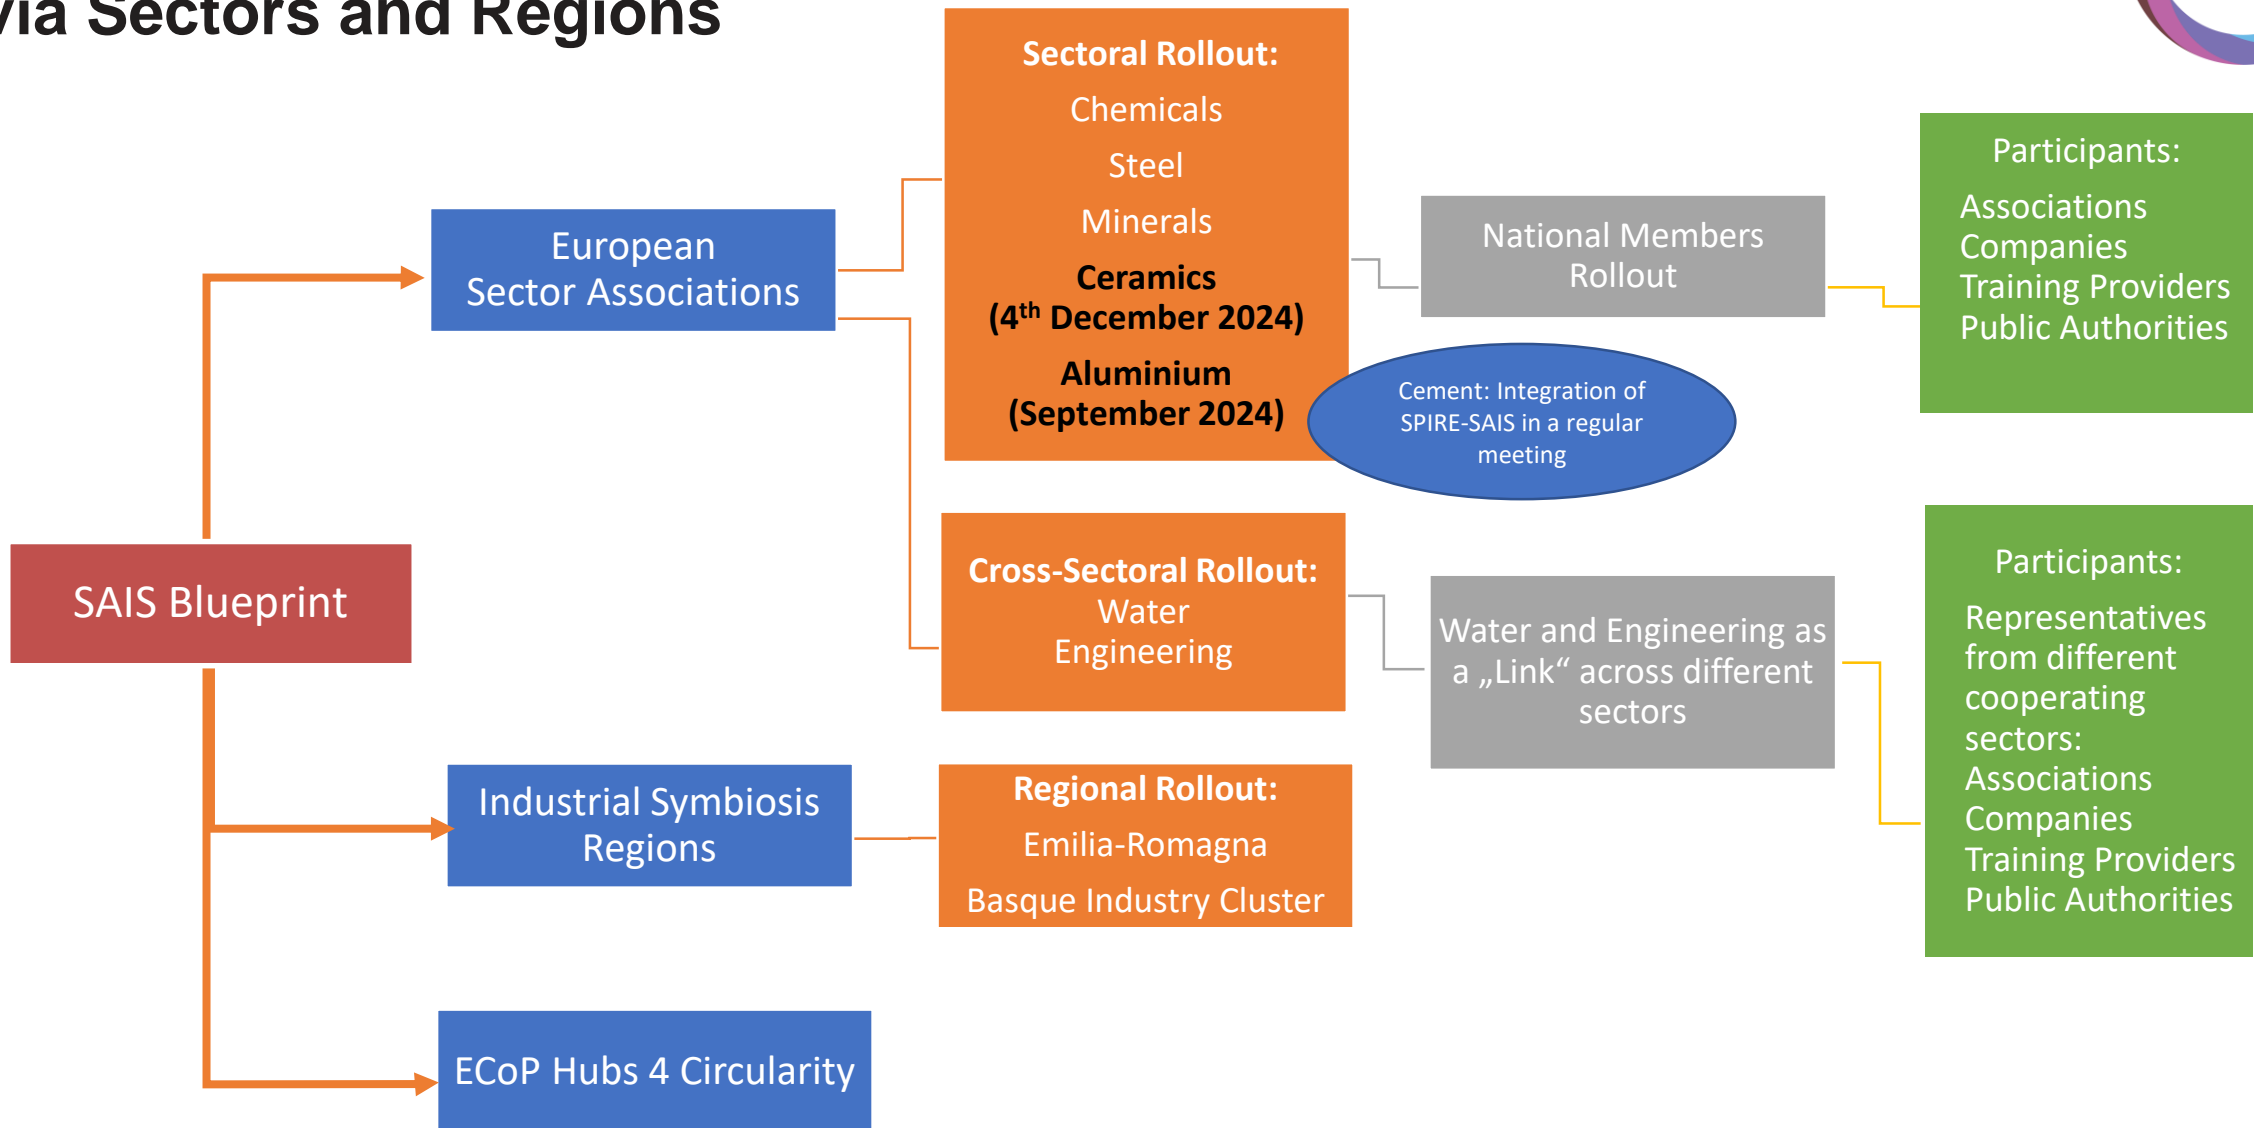 via Sectors and Regions
Sectoral Rollout:
Chemicals
Steel
Minerals
Ceramics
(4th December 2024)
Aluminium
(September 2024)
European
Sector Associations
National Members
Rollout
Participants:
Associations
Companies
Training Providers
Public Authorities
Cement: Integration of
SPIRE-SAIS in a regular
meeting
SAIS Blueprint
Cross-Sectoral Rollout:
Water
Engineering
Water and Engineering as
a „Link“ across different
sectors
Participants:
Representatives
from different
cooperating
sectors:
Associations
Companies
Training Providers
Public Authorities
Industrial Symbiosis
Regions
Regional Rollout:
Emilia-Romagna
Basque Industry Cluster
ECoP Hubs 4 Circularity